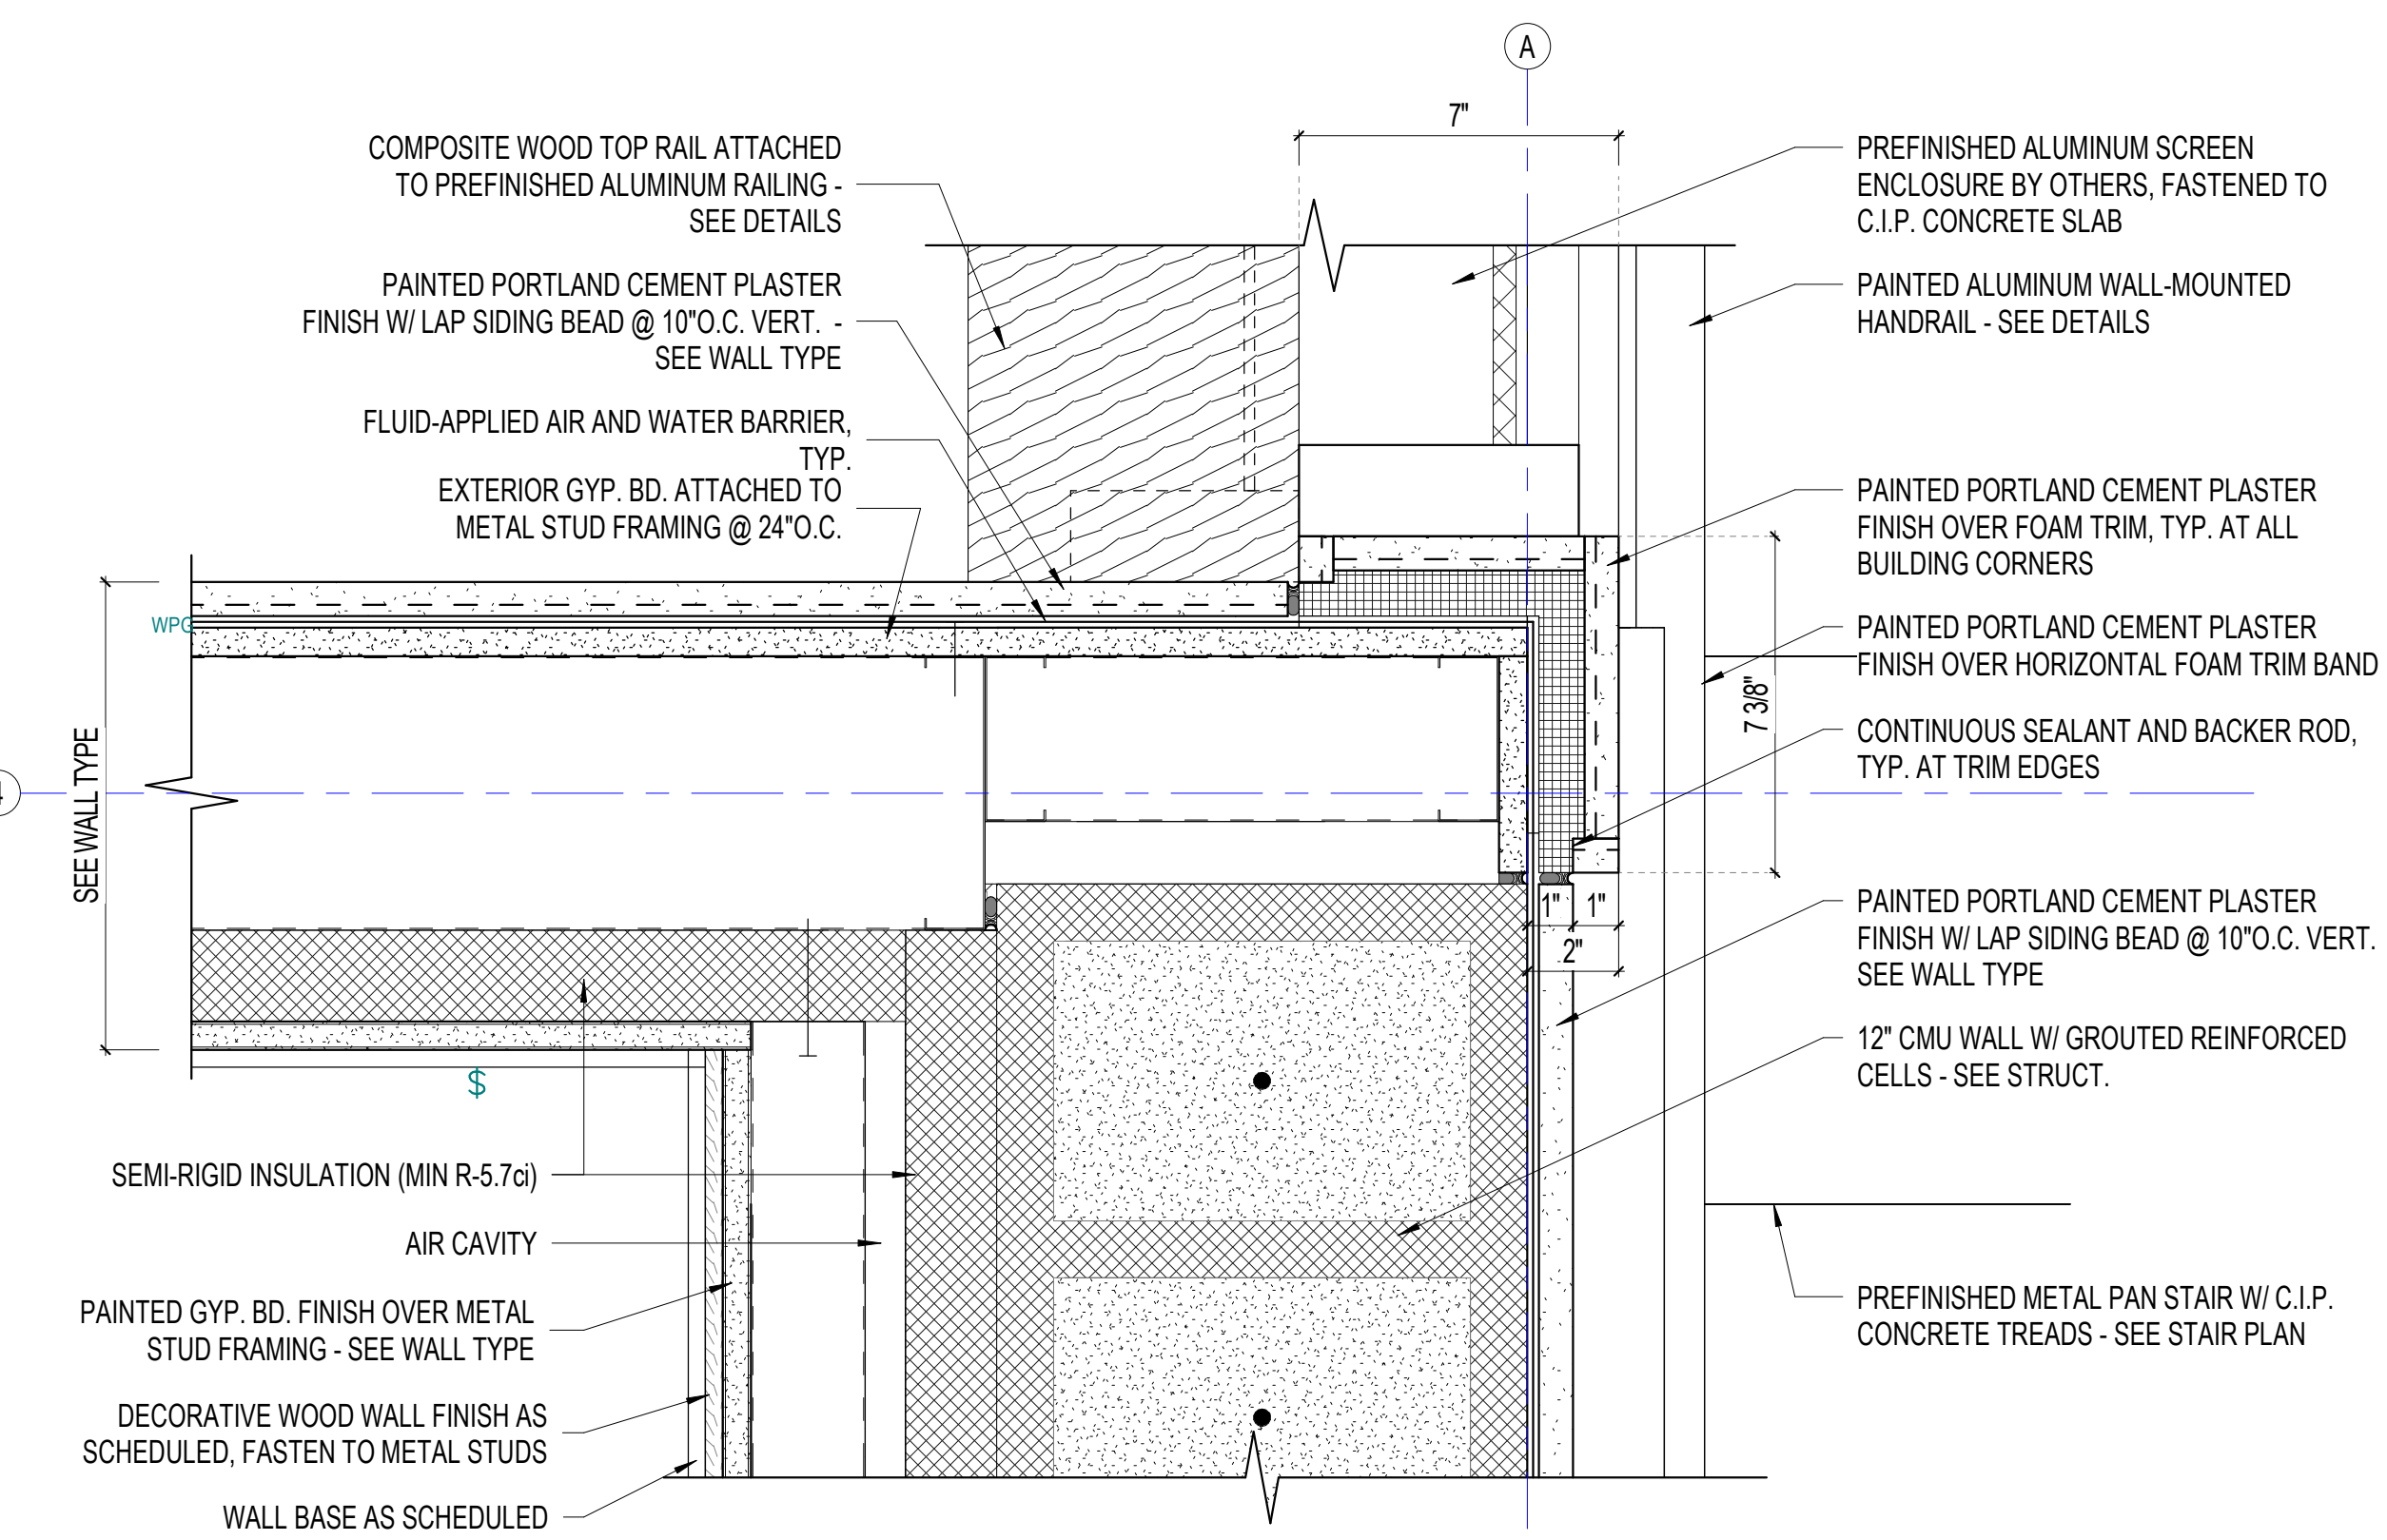 A
7"
COMPOSITE WOOD TOP RAIL ATTACHED
TO PREFINISHED ALUMINUM RAILING -
SEE DETAILS
PAINTED PORTLAND CEMENT PLASTER
FINISH W/ LAP SIDING BEAD @ 10"O.C. VERT. -
SEE WALL TYPE
FLUID-APPLIED AIR AND WATER BARRIER,
TYP.
EXTERIOR GYP. BD. ATTACHED TO
METAL STUD FRAMING @ 24"O.C.
WPG
SEE WALL TYPE
$
SEMI-RIGID INSULATION (MIN R-5.7ci)
AIR CAVITY
PAINTED GYP. BD. FINISH OVER METAL
STUD FRAMING - SEE WALL TYPE
DECORATIVE WOOD WALL FINISH AS
SCHEDULED, FASTEN TO METAL STUDS
WALL BASE AS SCHEDULED
PREFINISHED ALUMINUM SCREEN
ENCLOSURE BY OTHERS, FASTENED TO
C.I.P. CONCRETE SLAB
PAINTED ALUMINUM WALL-MOUNTED
HANDRAIL - SEE DETAILS
PAINTED PORTLAND CEMENT PLASTER
FINISH OVER FOAM TRIM, TYP. AT ALL
BUILDING CORNERS
PAINTED PORTLAND CEMENT PLASTER
FINISH OVER HORIZONTAL FOAM TRIM BAND
7 3/8"
CONTINUOUS SEALANT AND BACKER ROD,
TYP. AT TRIM EDGES
1" 1"
2"
PAINTED PORTLAND CEMENT PLASTER
FINISH W/ LAP SIDING BEAD @ 10"O.C. VERT.
SEE WALL TYPE
12" CMU WALL W/ GROUTED REINFORCED
CELLS - SEE STRUCT.
PREFINISHED METAL PAN STAIR W/ C.I.P.
CONCRETE TREADS - SEE STAIR PLAN